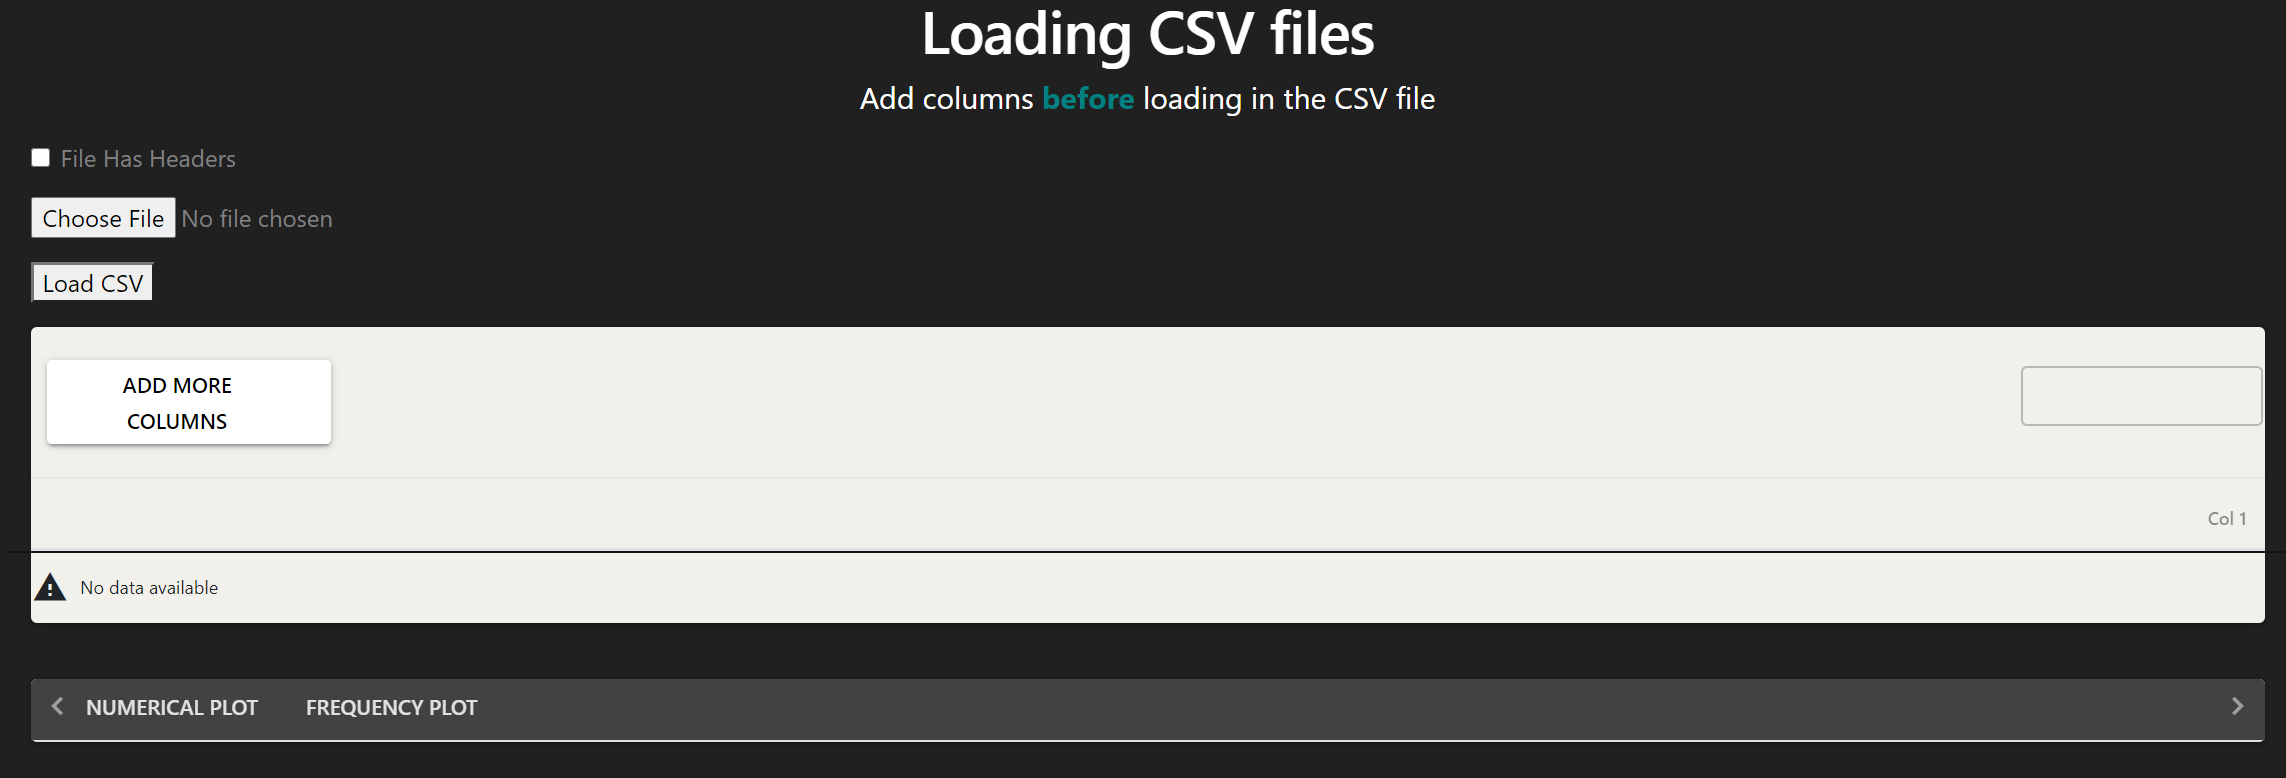 Loading CSV files
Add columns before loading in the CSV file
File Has Headers
Choose File No file chosen
Load CSV
ADD MORE
COLUMNS
Col 1
No data available
NUMERICAL PLOT FREQUENCY PLOT